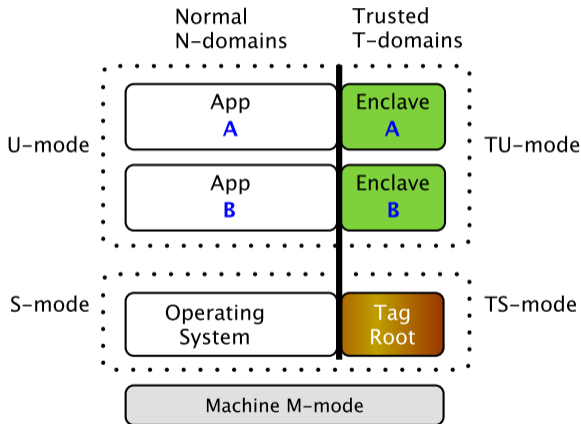 Normal
N-domains
Trusted
T-domains
U-mode
App
A
Enclave
A
TU-mode
App
B
Enclave
B
S-mode
Operating
System
Tag
Root
TS-mode
Machine M-mode